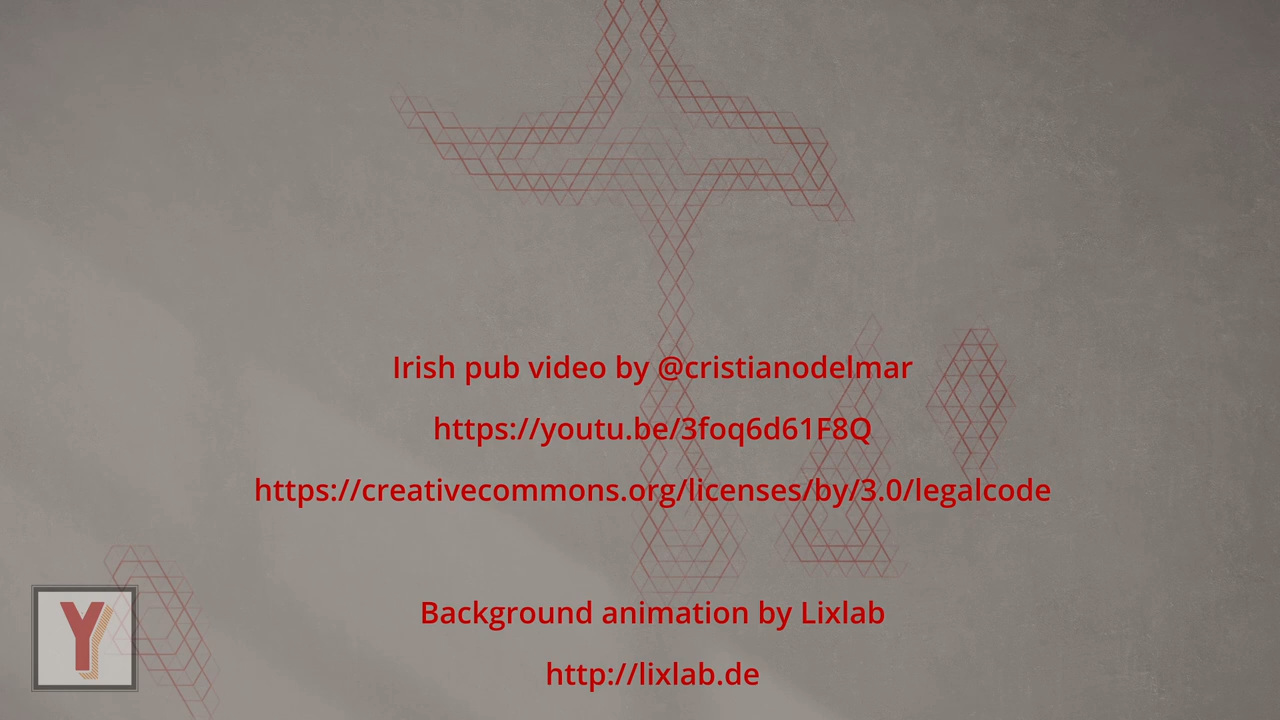 Irish pub video by @cristianodelmar
https://youtu.be/3foq6d61F8Q
https://creativecommons.org/licenses/by/3.0/legalcode
Background animation by Lixlab
http://lixlab.de
Y